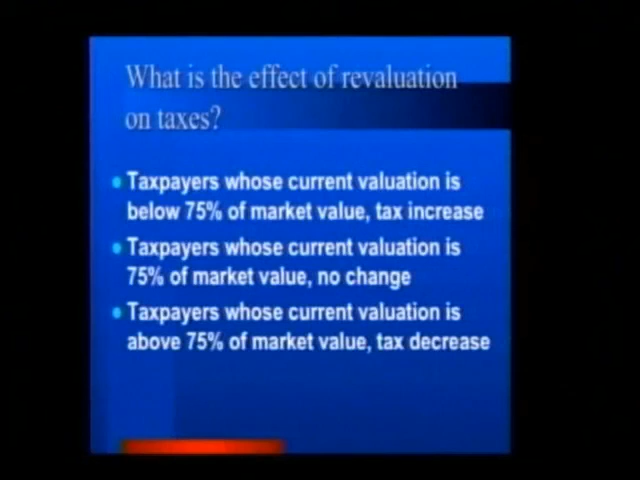 What is the effect of revaluation
on taxes?
Taxpayers whose current valuation is
below 75% of market value, tax increase
Taxpayers whose current valuation is
75% of market value, no change
Taxpayers whose current valuation is
above 75% of market value, tax decrease